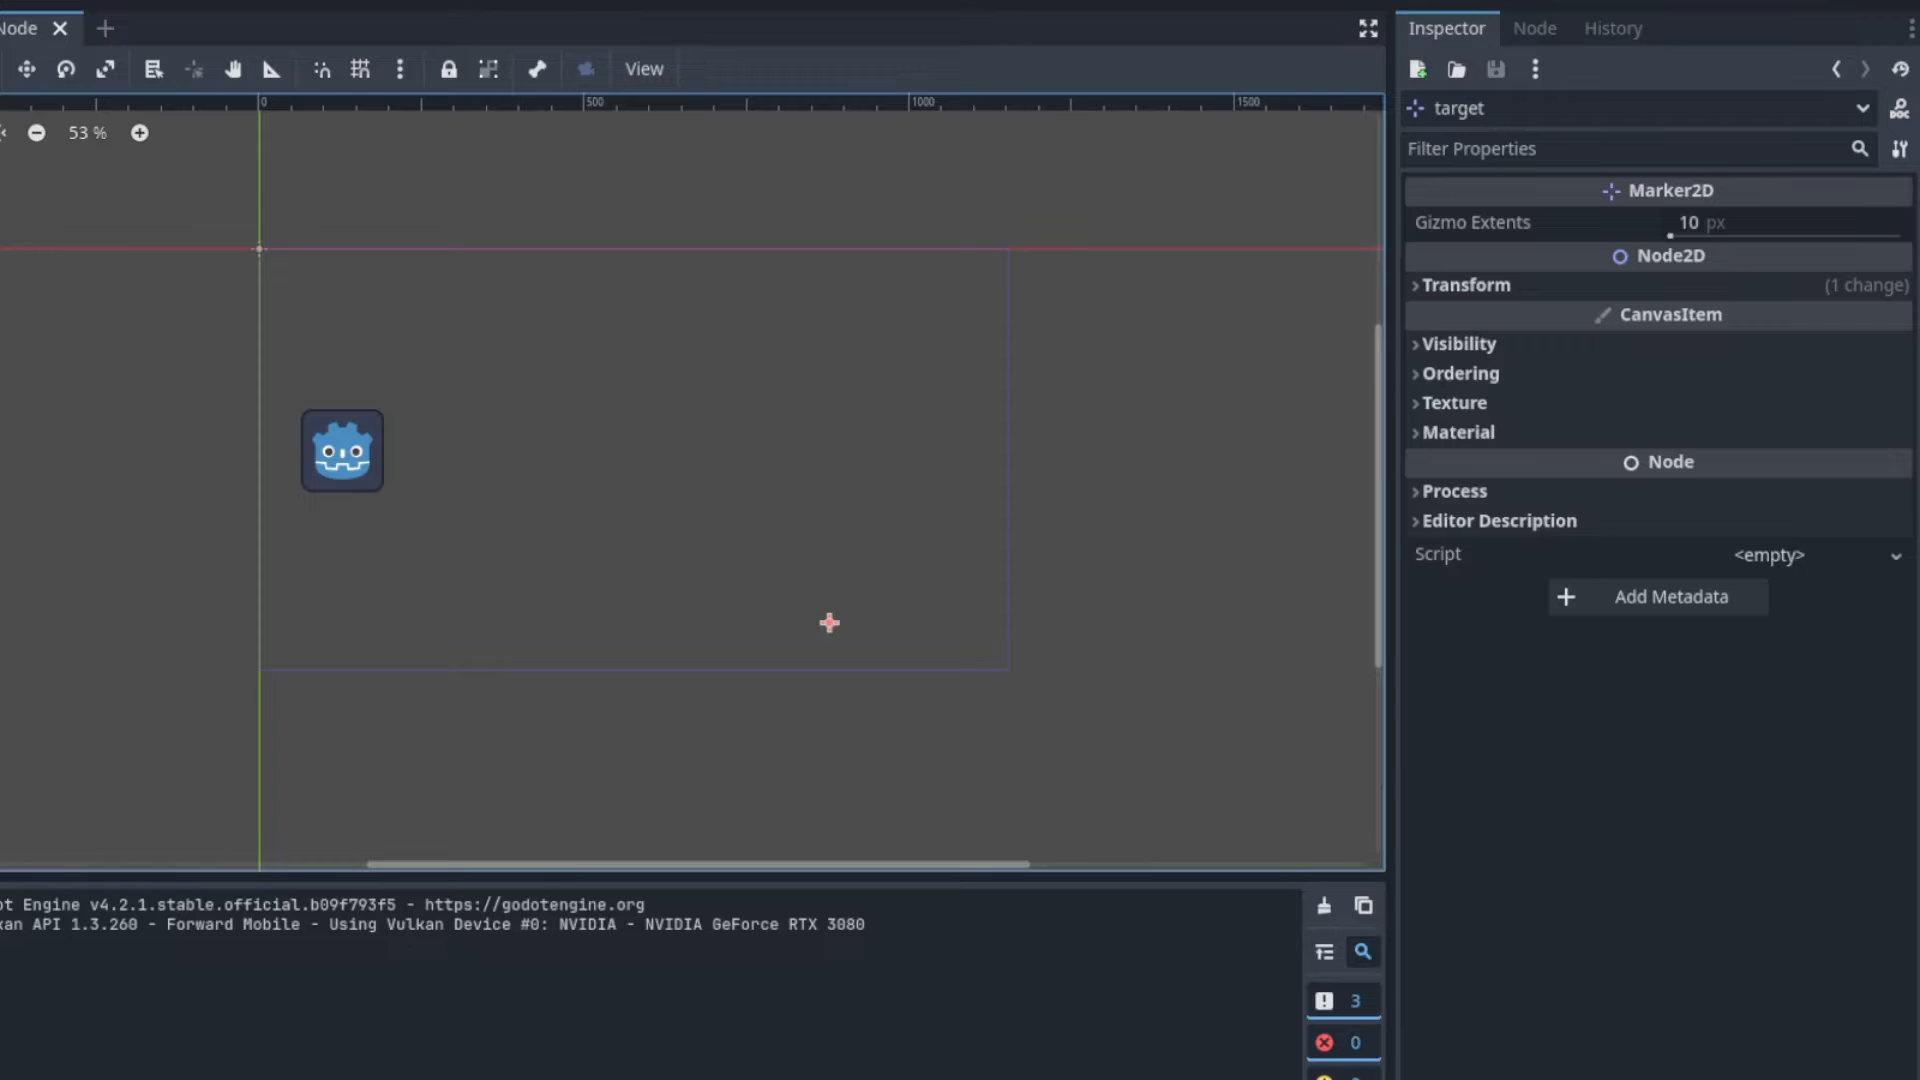 Node
Inspector Node History
View
0 500 1000 1500
target
DOC
53 %
Filter Properties
Marker2D
Gizmo Extents 10 px
Node2D
Transform (1 change)
CanvasItem
Visibility
Ordering
Texture
Material
Node
Process
Editor Description
Script <empty>
Add Metadata
ot Engine v4.2.1.stable.official.b09f793f5 - https://godotengine.org
kan API 1.3.260 - Forward Mobile - Using Vulkan Device #0: NVIDIA - NVIDIA GeForce RTX 3080
3
0